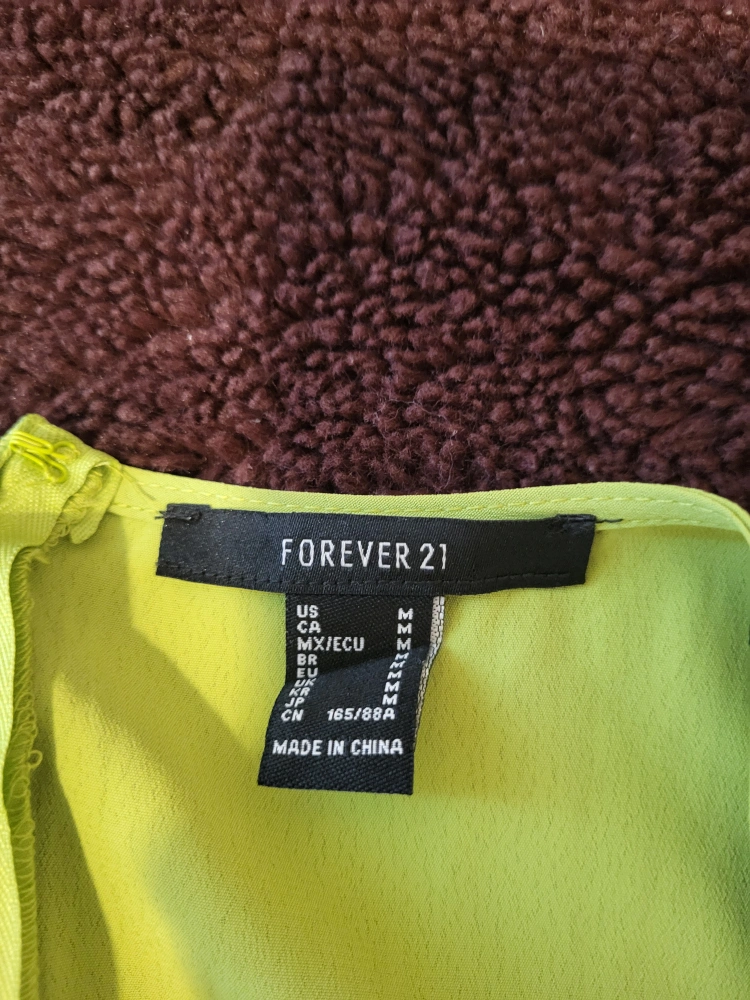 FOREVER 21
US M
CA M
MX/ECU M
BR M
EU M
UK M
KR M
JP M
CN 165/88A
MADE IN CHINA